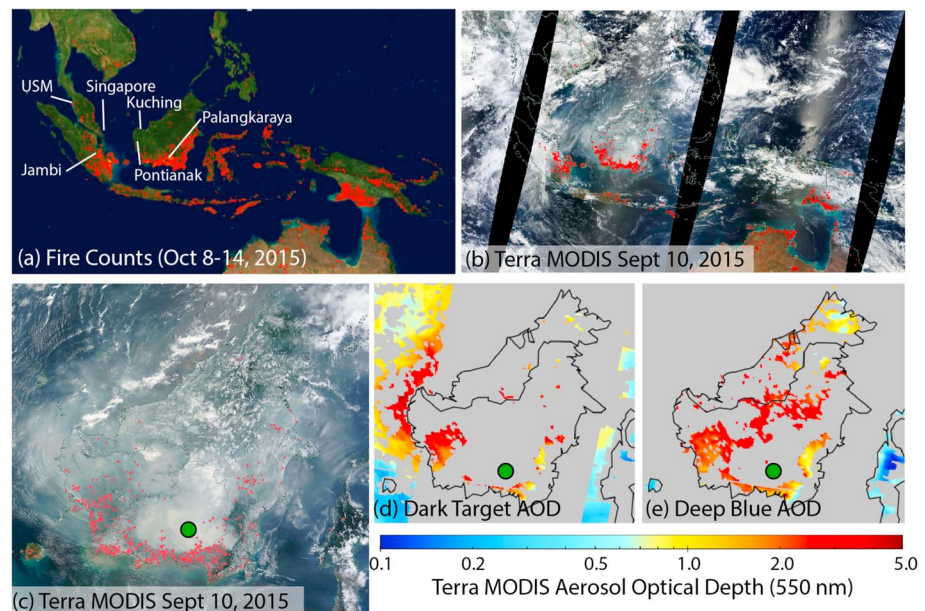 USM
Singapore
Kuching
Palangkaraya
Jambi
Pontianak
(a) Fire Counts (Oct 8-14, 2015)
(b) Terra MODIS Sept 10, 2015
(c) Terra MODIS Sept 10, 2015
(d) Dark Target AOD
(e) Deep Blue AOD
0.1 0.2 0.5 1.0 2.0 5.0
Terra MODIS Aerosol Optical Depth (550 nm)